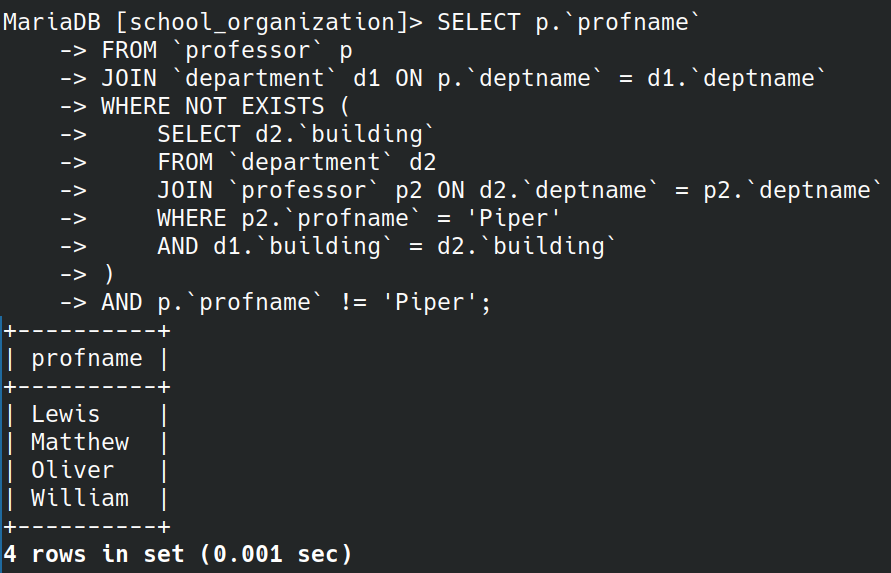 MariaDB [school_organization]> SELECT p.`profname`
    -> FROM `professor` p
    -> JOIN `department` d1 ON p.`deptname` = d1.`deptname`
    -> WHERE NOT EXISTS (
    ->     SELECT d2.`building`
    ->     FROM `department` d2
    ->     JOIN `professor` p2 ON d2.`deptname` = p2.`deptname`
    ->     WHERE p2.`profname` = 'Piper'
    ->     AND d1.`building` = d2.`building`
    -> )
    -> AND p.`profname` != 'Piper';
+----------+
| profname |
+----------+
| Lewis    |
| Matthew  |
| Oliver   |
| William  |
+----------+
4 rows in set (0.001 sec)